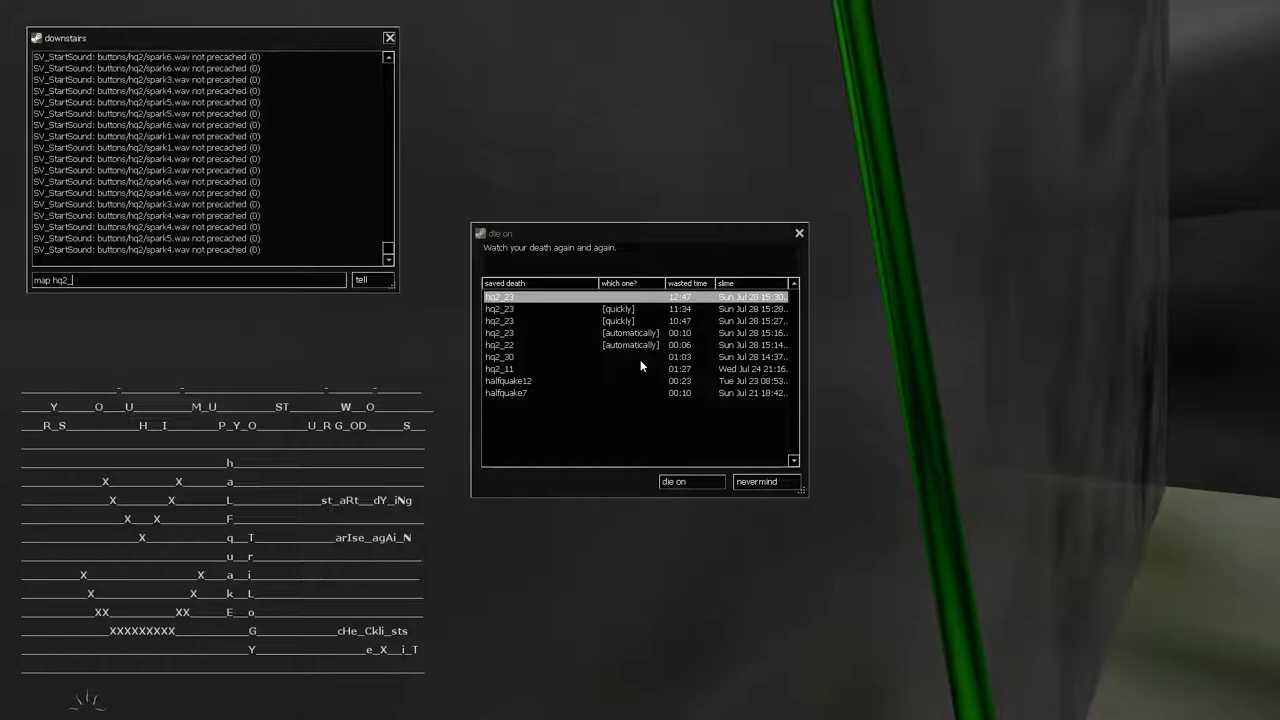 downstairs
SV_StartSound: buttons/hq2/spark6.wav not precached (0)
SV_StartSound: buttons/hq2/spark6.wav not precached (0)
SV_StartSound: buttons/hq2/spark3.wav not precached (0)
SV_StartSound: buttons/hq2/spark4.wav not precached (0)
SV_StartSound: buttons/hq2/spark5.wav not precached (0)
SV_StartSound: buttons/hq2/spark5.wav not precached (0)
SV_StartSound: buttons/hq2/spark6.wav not precached (0)
SV_StartSound: buttons/hq2/spark1.wav not precached (0)
SV_StartSound: buttons/hq2/spark1.wav not precached (0)
SV_StartSound: buttons/hq2/spark4.wav not precached (0)
SV_StartSound: buttons/hq2/spark3.wav not precached (0)
SV_StartSound: buttons/hq2/spark6.wav not precached (0)
SV_StartSound: buttons/hq2/spark6.wav not precached (0)
SV_StartSound: buttons/hq2/spark3.wav not precached (0)
SV_StartSound: buttons/hq2/spark4.wav not precached (0)
SV_StartSound: buttons/hq2/spark4.wav not precached (0)
SV_StartSound: buttons/hq2/spark5.wav not precached (0)
SV_StartSound: buttons/hq2/spark4.wav not precached (0)
map hq2_ tell
die on
Watch your death again and again.
saved death which one? wasted time slime
hq2_23 12:47 Sun Jul 28 15:30..
hq2_23 [quickly] 11:34 Sun Jul 28 15:28..
hq2_23 [quickly] 10:47 Sun Jul 28 15:27..
hq2_23 [automatically] 00:10 Sun Jul 28 15:16..
hq2_22 [automatically] 00:06 Sun Jul 28 15:14..
hq2_30 01:03 Sun Jul 28 14:37..
hq2_11 01:27 Wed Jul 24 21:16..
halfquake12 00:23 Tue Jul 23 08:53..
halfquake7 00:10 Sun Jul 21 18:42..
die on nevermind
____Y_____O___U_______M_U________ST____W__O________
___R_S__________H__I____P_Y_O_______U_R G_OD_____S__
h
X X a
X X L st_aRt__dY_iNg
X X F
X q_T arIse_agAi_N
u__r
X X a__i
X X k_L
XX XX E_o
XXXXXXXXX G cHe_Ckli_sts
Y e_X__i_T